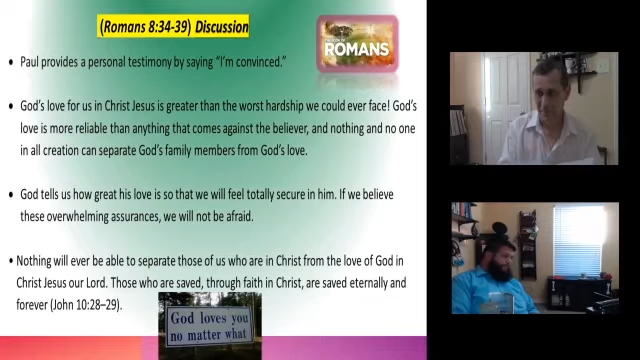 (Romans 8:34-39) Discussion
THE BOOK OF
ROMANS
• Paul provides a personal testimony by saying “I’m convinced.”
• God’s love for us in Christ Jesus is greater than the worst hardship we could ever face! God’s
love is more reliable than anything that comes against the believer, and nothing and no one
in all creation can separate God’s family members from God’s love.
• God tells us how great his love is so that we will feel totally secure in him. If we believe
these overwhelming assurances, we will not be afraid.
• Nothing will ever be able to separate those of us who are in Christ from the love of God in
Christ Jesus our Lord. Those who are saved, through faith in Christ, are saved eternally and
forever (John 10:28–29).
God loves you
no matter what